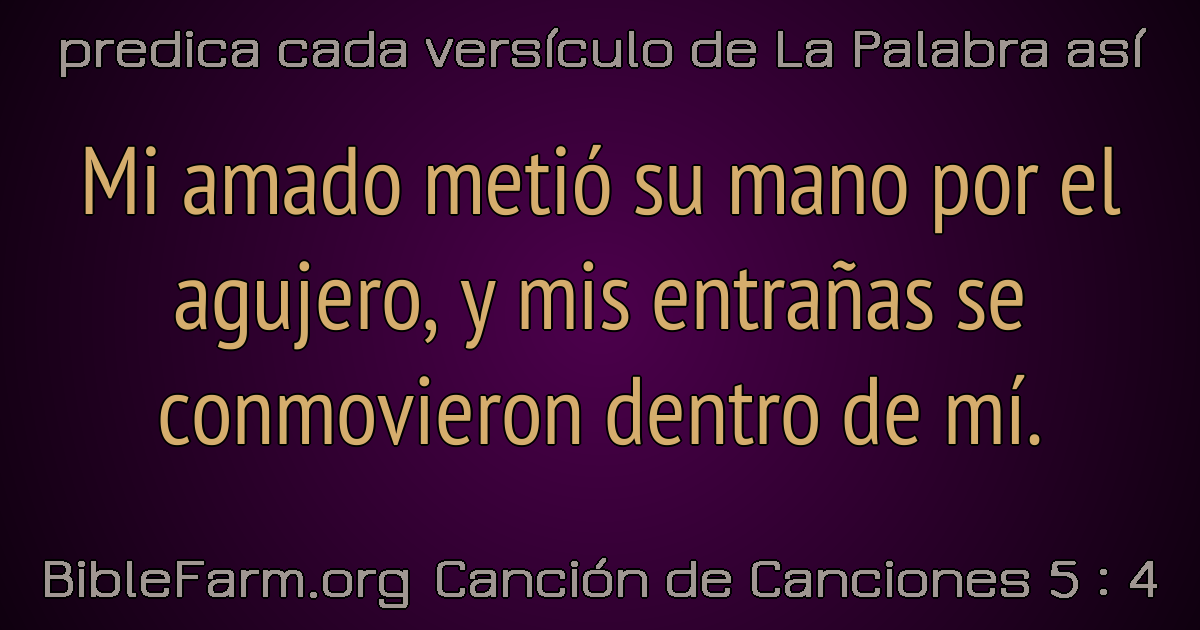 predica cada versículo de La Palabra así
Mi amado metió su mano por el
agujero, y mis entrañas se
conmovieron dentro de mí.
BibleFarm.org Canción de Canciones 5 : 4